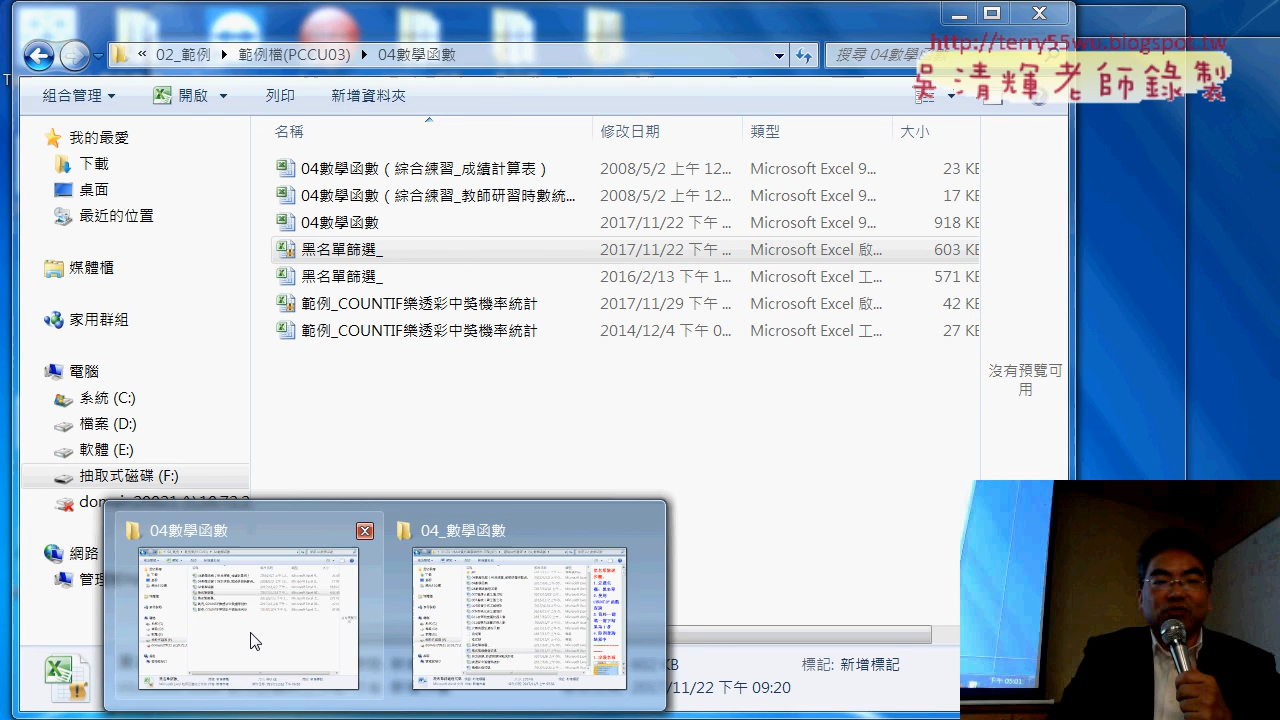 « 02_範例 ▸ 範例檔(PCCU03) ▸ 04數學函數
搜尋 04數學函
http://terry55wu.blogspot.tw
吳清輝老師錄製
組合管理 開啟 列印 新增資料夾
我的最愛
下載
桌面
最近的位置
媒體櫃
家用群組
電腦
系統 (C:)
檔案 (D:)
軟體 (E:)
抽取式磁碟 (F:)
網路
名稱 修改日期 類型 大小
04數學函數（綜合練習_成績計算表） 2008/5/2 上午 12... Microsoft Excel 9... 23 KB
04數學函數（綜合練習_教師研習時數統... 2008/5/2 上午 12... Microsoft Excel 9... 17 KB
04數學函數 2017/11/22 下午 ... Microsoft Excel 9... 918 KB
黑名單篩選_ 2017/11/22 下午 ... Microsoft Excel 啟... 603 KB
黑名單篩選_ 2016/2/13 下午 1... Microsoft Excel 工... 571 KB
範例_COUNTIF樂透彩中獎機率統計 2017/11/29 下午 ... Microsoft Excel 啟... 42 KB
範例_COUNTIF樂透彩中獎機率統計 2014/12/4 下午 0... Microsoft Excel 工... 27 KB
沒有預覽可用
04數學函數
04_數學函數
KB
標記: 新增標記
/11/22 下午 09:20
下午 05:01